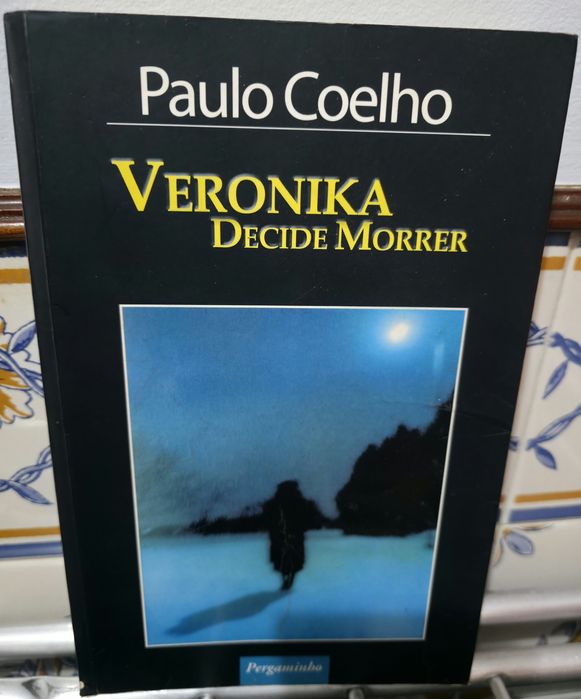 Paulo Coelho
VERONIKA
DECIDE MORRER
Pergaminho